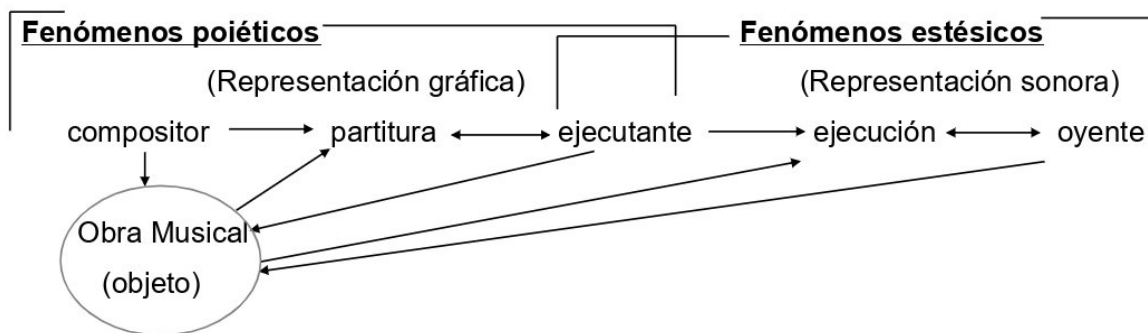 Fenómenos poiéticos Fenómenos estésicos
(Representación gráfica) (Representación sonora)
compositor partitura ejecutante ejecución oyente
Obra Musical
(objeto)